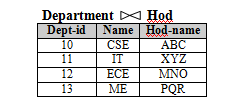 Department ⋈ Hod
Dept-id Name Hod-name
10 CSE ABC
11 IT XYZ
12 ECE MNO
13 ME PQR